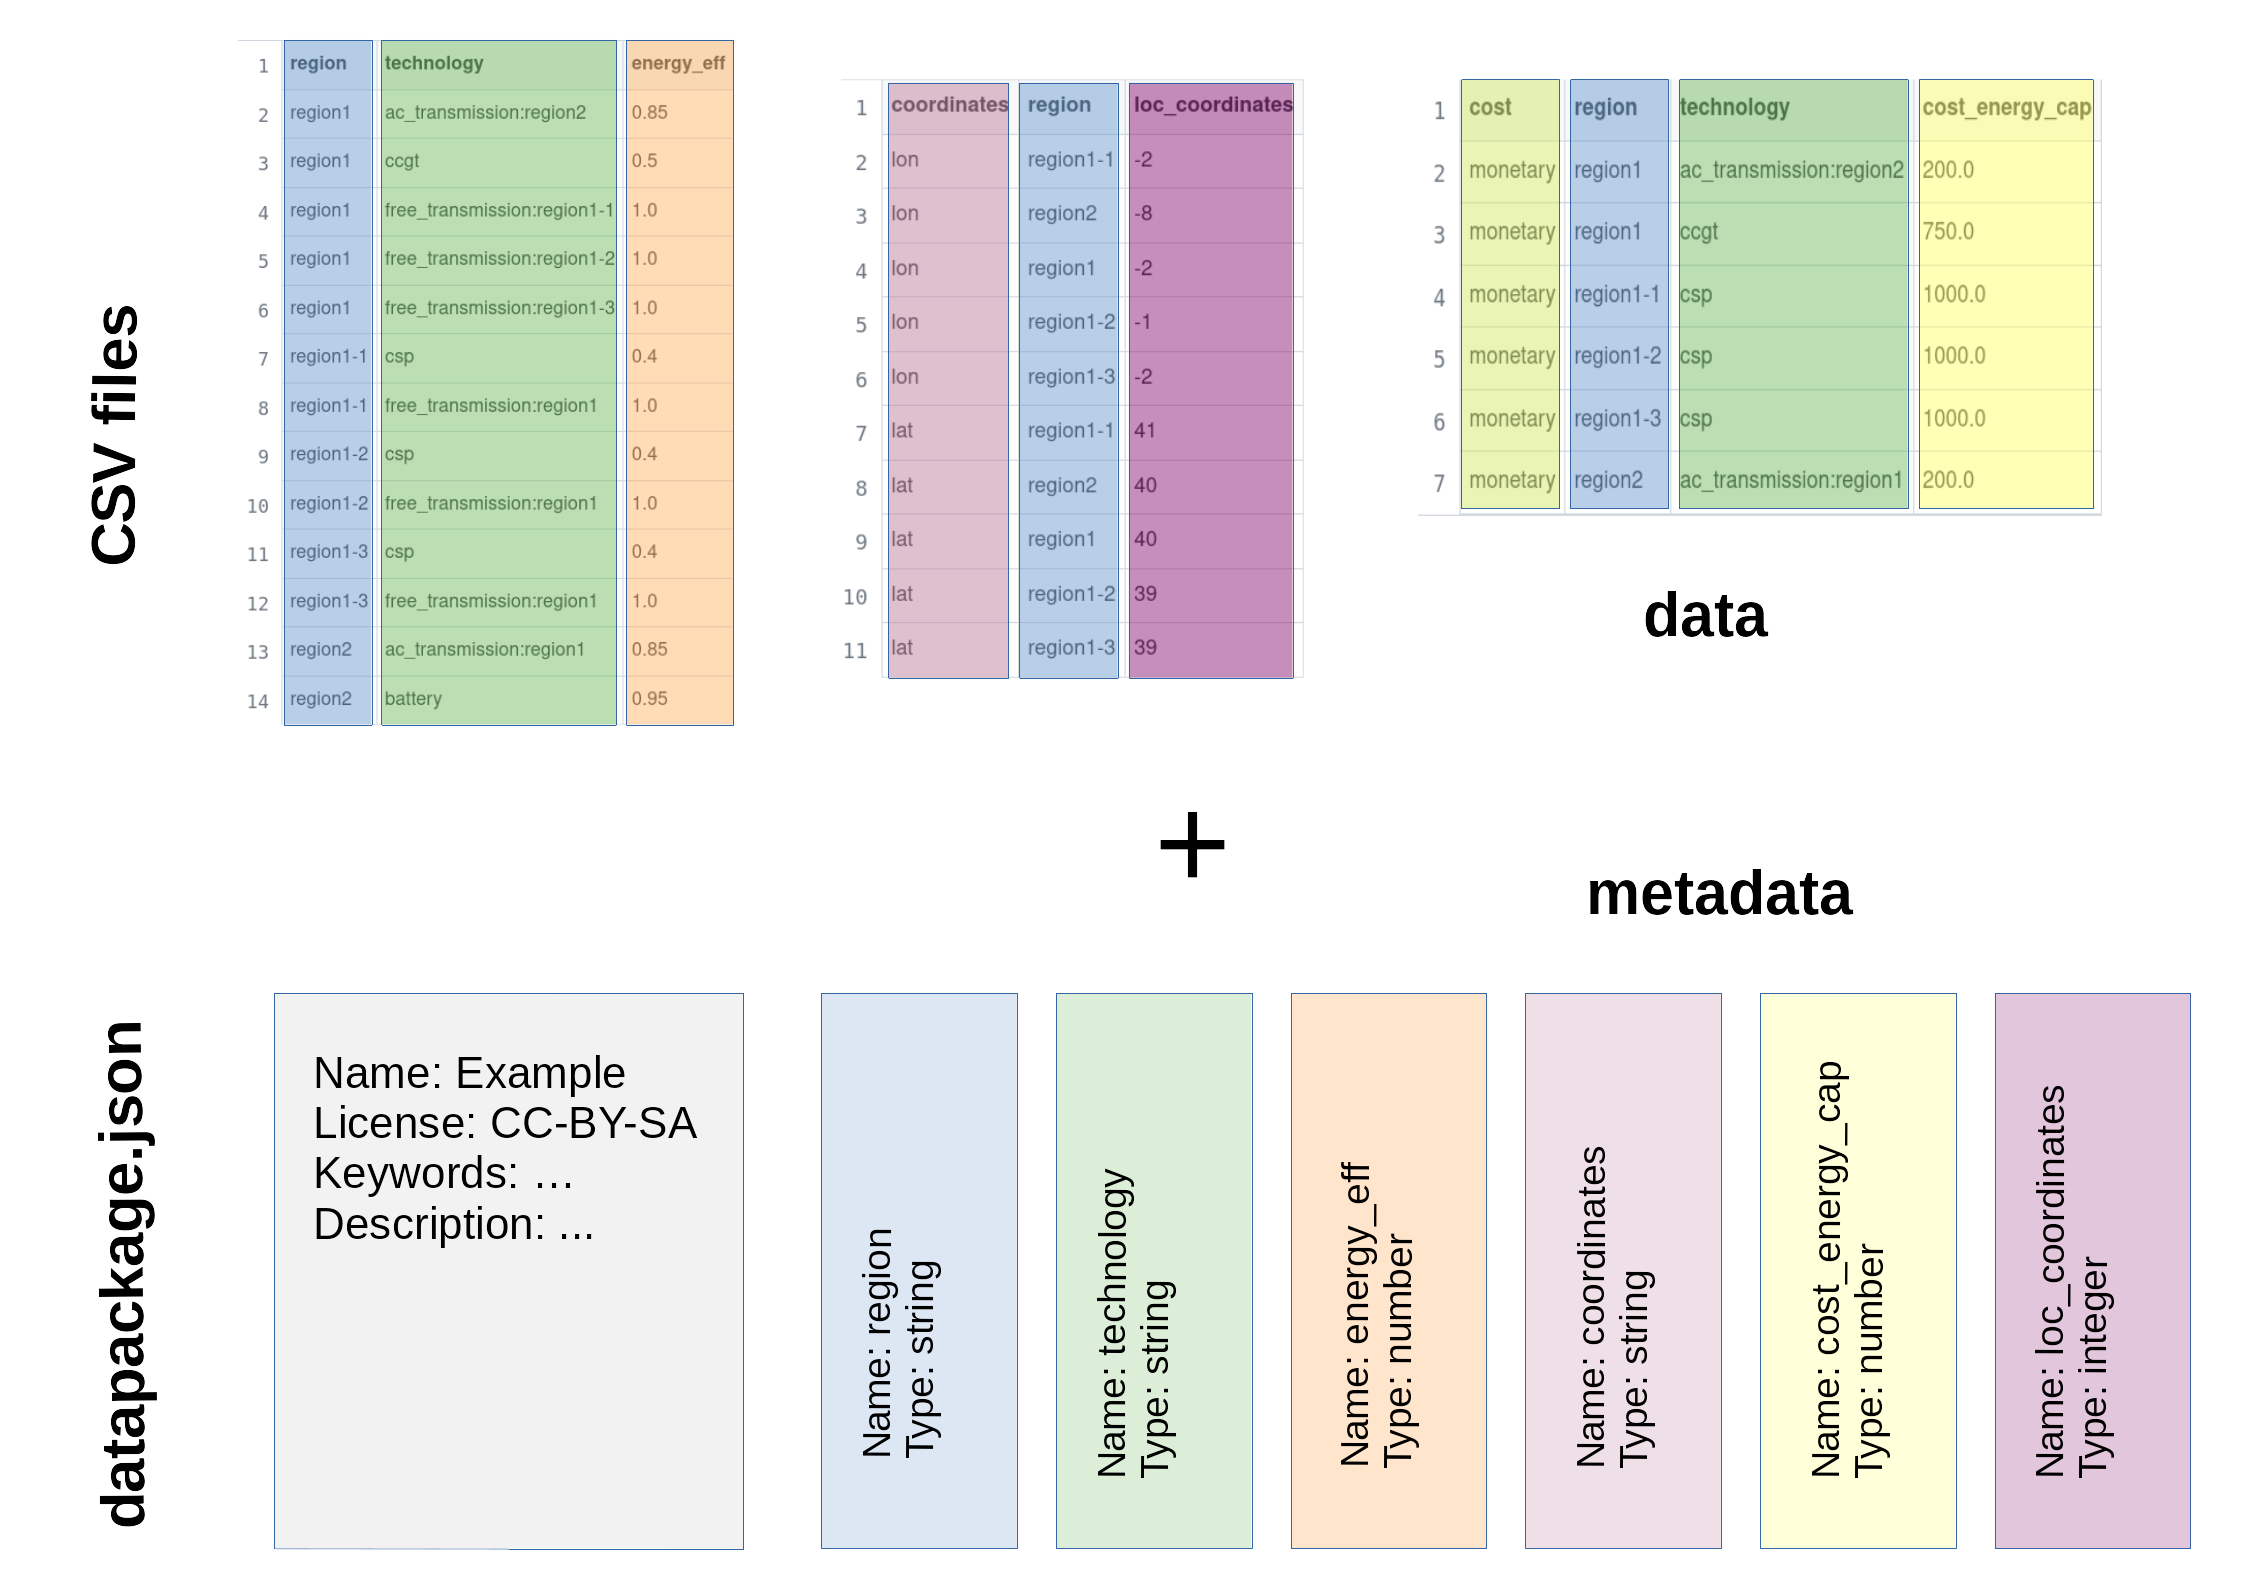 CSV files
1 region technology energy_eff
2 region1 ac_transmission:region2 0.85
3 region1 ccgt 0.5
4 region1 free_transmission:region1-1 1.0
5 region1 free_transmission:region1-2 1.0
6 region1 free_transmission:region1-3 1.0
7 region1-1 csp 0.4
8 region1-1 free_transmission:region1 1.0
9 region1-2 csp 0.4
10 region1-2 free_transmission:region1 1.0
11 region1-3 csp 0.4
12 region1-3 free_transmission:region1 1.0
13 region2 ac_transmission:region1 0.85
14 region2 battery 0.95
1 coordinates region loc_coordinates
2 lon region1-1 -2
3 lon region2 -8
4 lon region1 -2
5 lon region1-2 -1
6 lon region1-3 -2
7 lat region1-1 41
8 lat region2 40
9 lat region1 40
10 lat region1-2 39
11 lat region1-3 39
1 cost region technology cost_energy_cap
2 monetary region1 ac_transmission:region2 200.0
3 monetary region1 ccgt 750.0
4 monetary region1-1 csp 1000.0
5 monetary region1-2 csp 1000.0
6 monetary region1-3 csp 1000.0
7 monetary region2 ac_transmission:region1 200.0
data
+
metadata
datapackage.json
Name: Example
License: CC-BY-SA
Keywords: ...
Description: ...
Name: region
Type: string
Name: technology
Type: string
Name: energy_eff
Type: number
Name: coordinates
Type: string
Name: cost_energy_cap
Type: number
Name: loc_coordinates
Type: integer